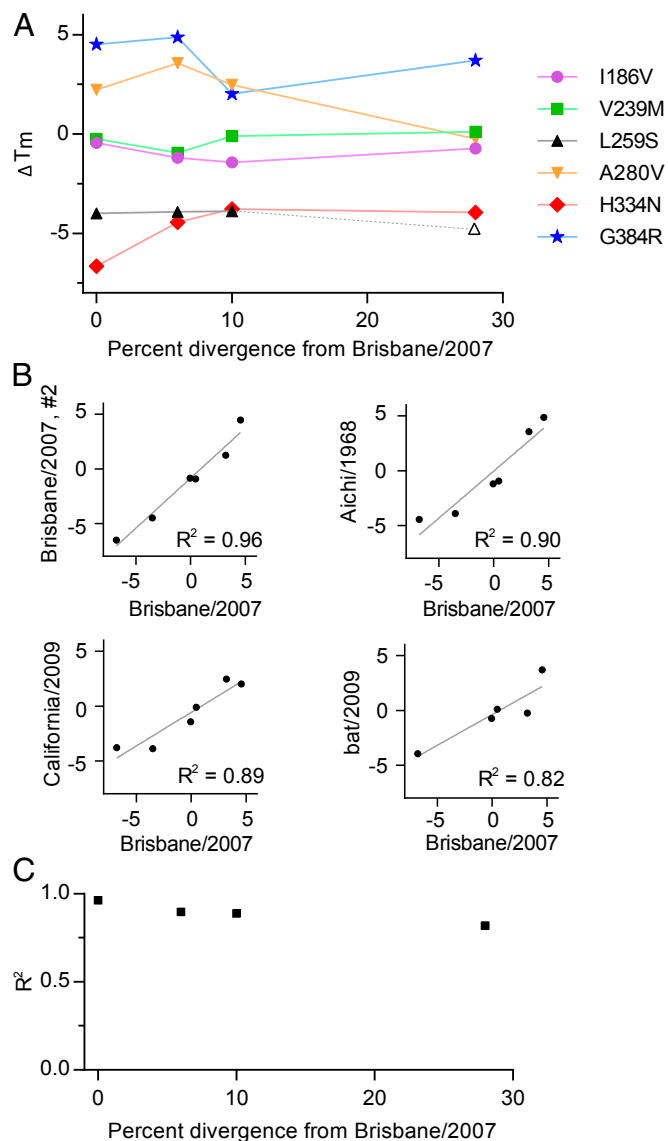 A
5
0
-5
Δ Tm
0
10
20
30
Percent divergence from Brisbane/2007
I186V
V239M
L259S
A280V
H334N
G384R
B
Brisbane/2007, #2
5
0
-5
R² = 0.96
-5
0
5
Brisbane/2007
Aichi/1968
5
0
-5
R² = 0.90
-5
0
5
Brisbane/2007
California/2009
5
0
-5
R² = 0.89
-5
0
5
Brisbane/2007
bat/2009
5
0
-5
R² = 0.82
-5
0
5
Brisbane/2007
C
R²
1.0
0.5
0.0
0
10
20
30
Percent divergence from Brisbane/2007